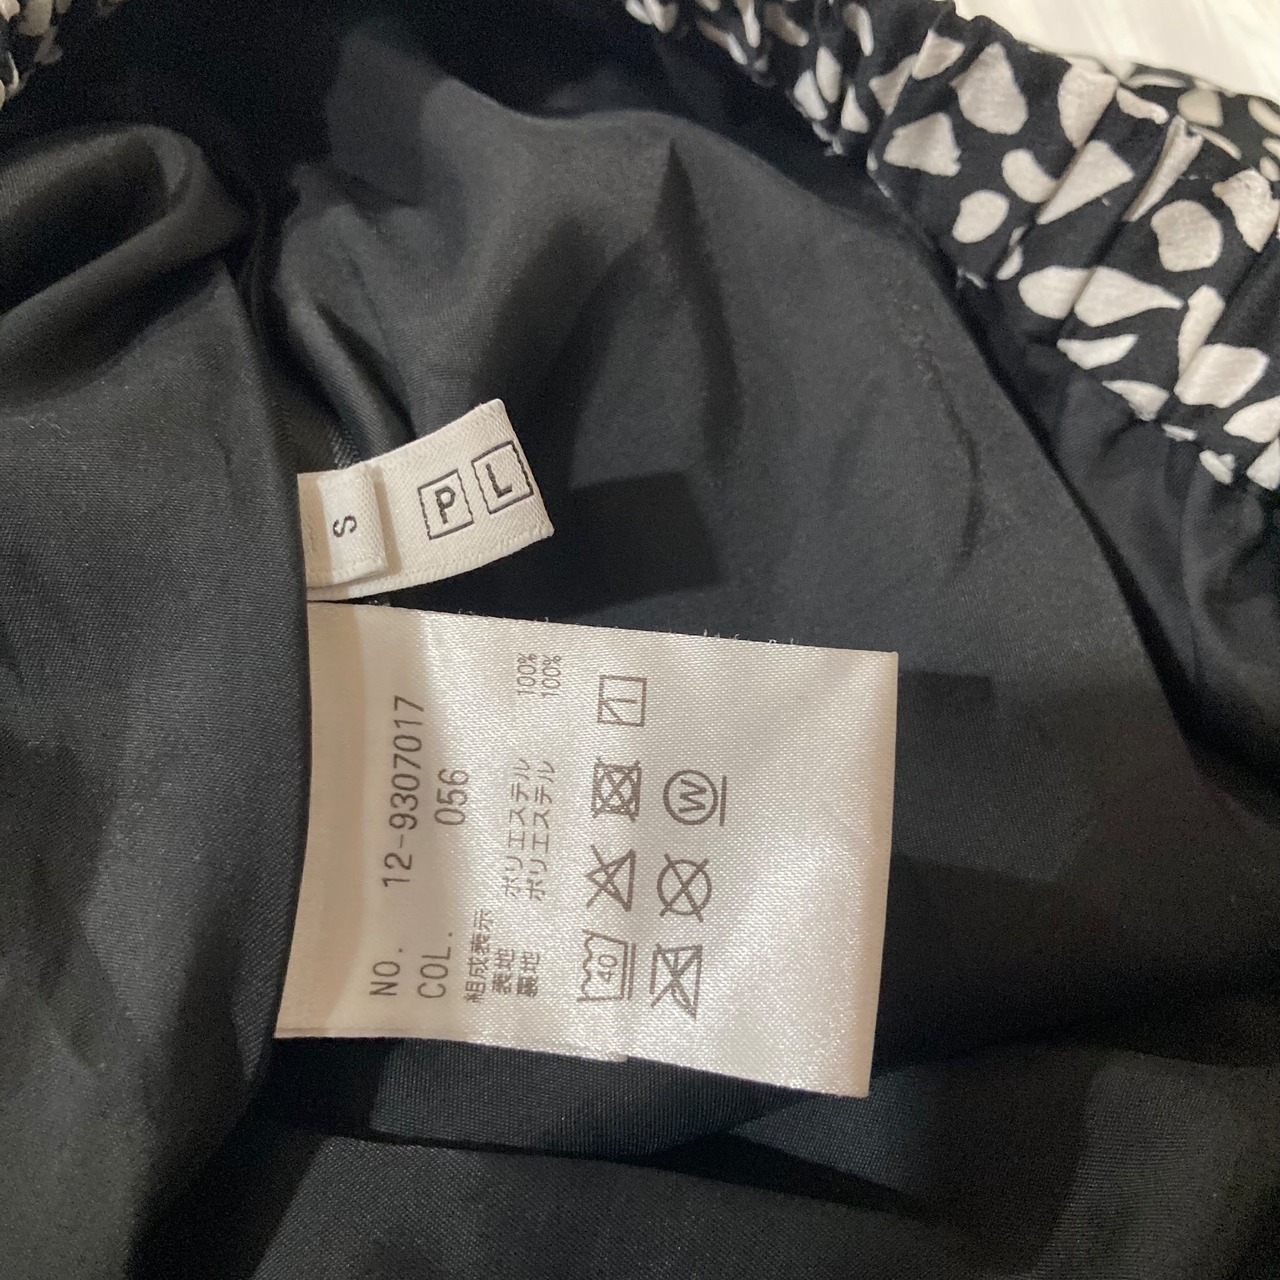 S
P L
NO. 12-9307017
COL. 056
組成表示
表地 ポリエステル 100%
裏地 ポリエステル 100%
40
W